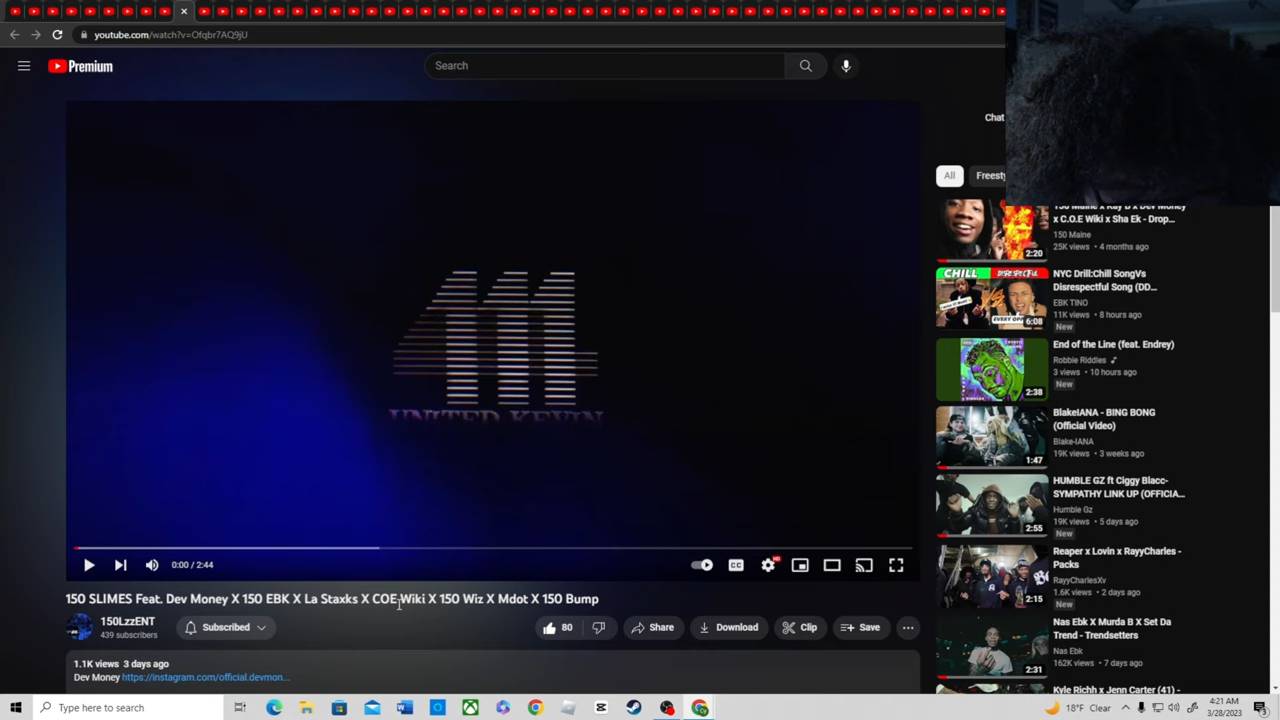 youtube.com/watch?v=Ofqbr7AQ9jU
Premium
Search
Chat
All
Freesty
UNITED KEVIN
0:00 / 2:44
CC
HD
150 SLIMES Feat. Dev Money X 150 EBK X La Staxks X COE Wiki X 150 Wiz X Mdot X 150 Bump
150LzzENT
439 subscribers
Subscribed
80
Share
Download
Clip
Save
1.1K views 3 days ago
Dev Money https://instagram.com/official.devmon...
150 Maine x Kay B x Dev Money
x C.O.E Wiki x Sha Ek - Drop...
150 Maine
25K views • 4 months ago
2:20
CHILL
DISRESPECTFUL
NYC Drill:Chill SongVs
Disrespectful Song (DD...
EBK TINO
11K views • 8 hours ago
New
6:08
End of the Line (feat. Endrey)
Robbie Riddles
3 views • 10 hours ago
New
2:38
BlakeIANA - BING BONG
(Official Video)
Blake-IANA
19K views • 3 weeks ago
1:47
HUMBLE GZ ft Ciggy Blacc-
SYMPATHY LINK UP (OFFICIA...
Humble Gz
19K views • 5 days ago
New
2:55
Reaper x Lovin x RayyCharles -
Packs
RayyCharlesXv
1.6K views • 2 days ago
New
2:15
Nas Ebk X Murda B X Set Da
Trend - Trendsetters
Nas Ebk
162K views • 7 days ago
2:31
Kyle Richh x Jenn Carter (41) -
Type here to search
18°F Clear
4:21 AM
3/28/2023
3